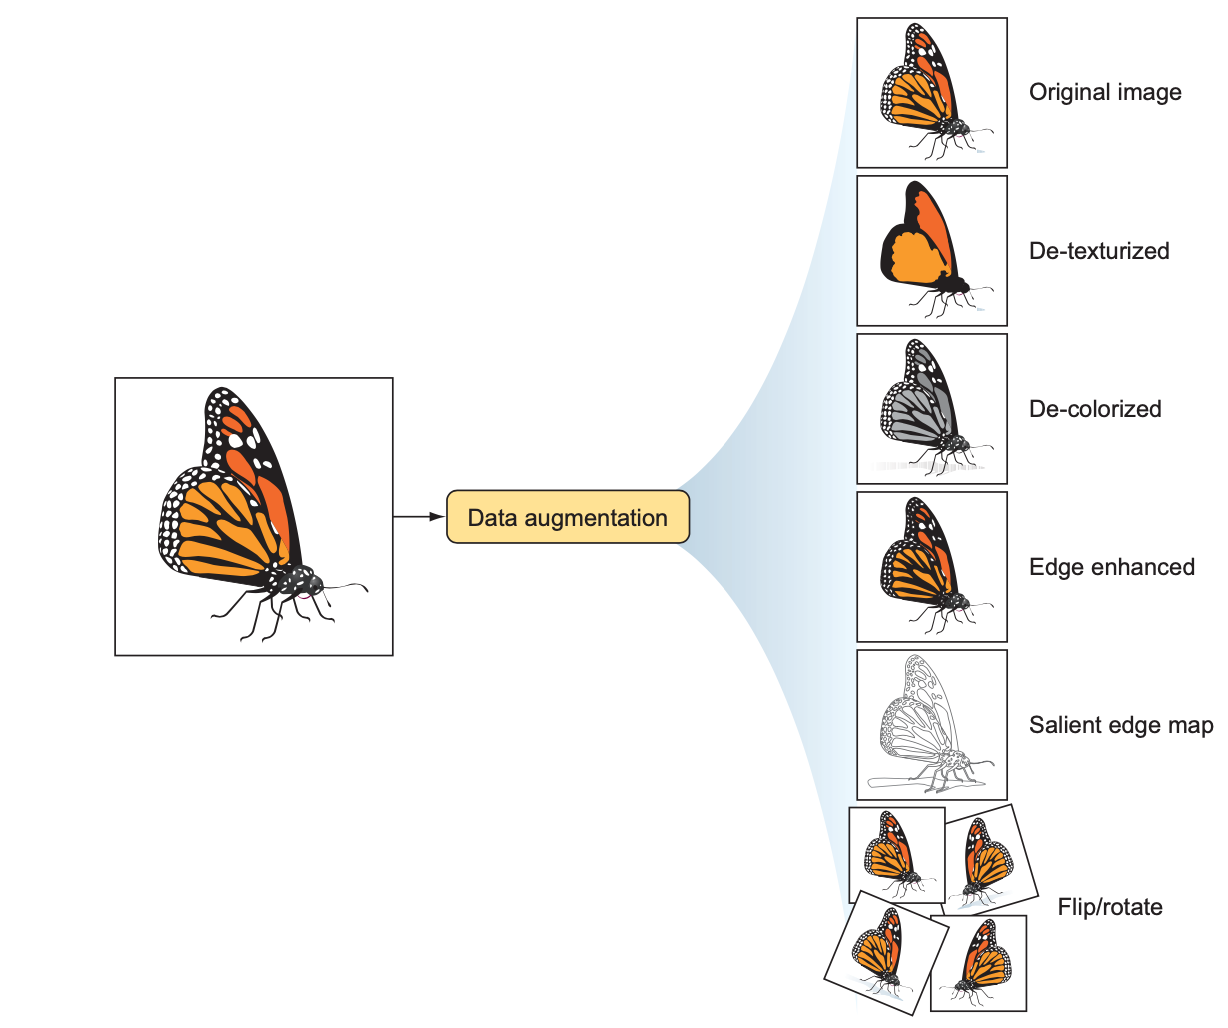 Original image
De-texturized
De-colorized
Data augmentation
Edge enhanced
Salient edge map
Flip/rotate